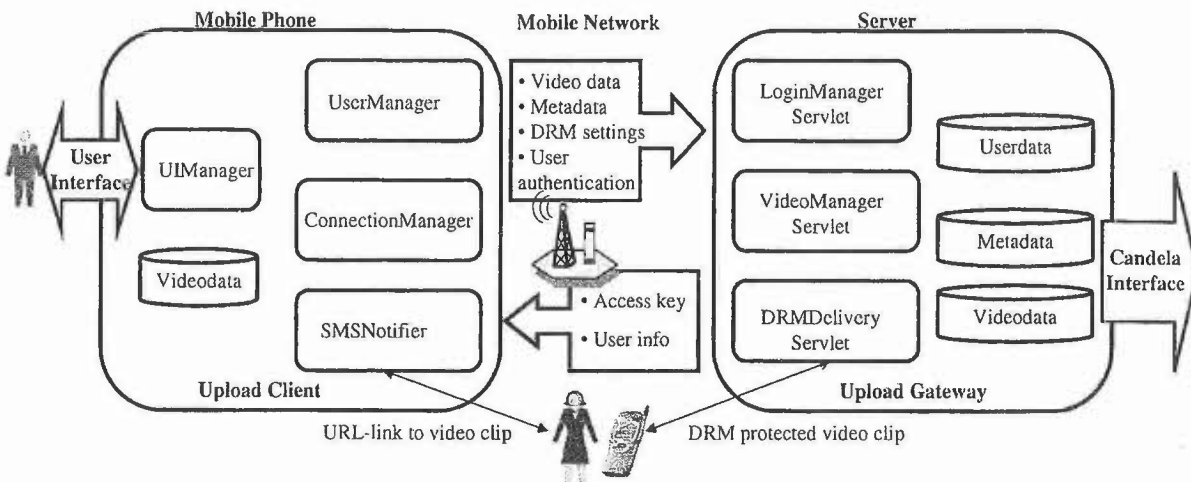 Mobile Phone
Mobile Network
Server
UserManager
• Video data
• Metadata
• DRM settings
• User
authentication
LoginManager
Servlet
Userdata
User
Interface
UIManager
ConnectionManager
VideoManager
Servlet
Metadata
Candela
Interface
Videodata
• Access key
• User info
SMSNotifier
DRMDelivery
Servlet
Videodata
Upload Client
Upload Gateway
URL-link to video clip
DRM protected video clip